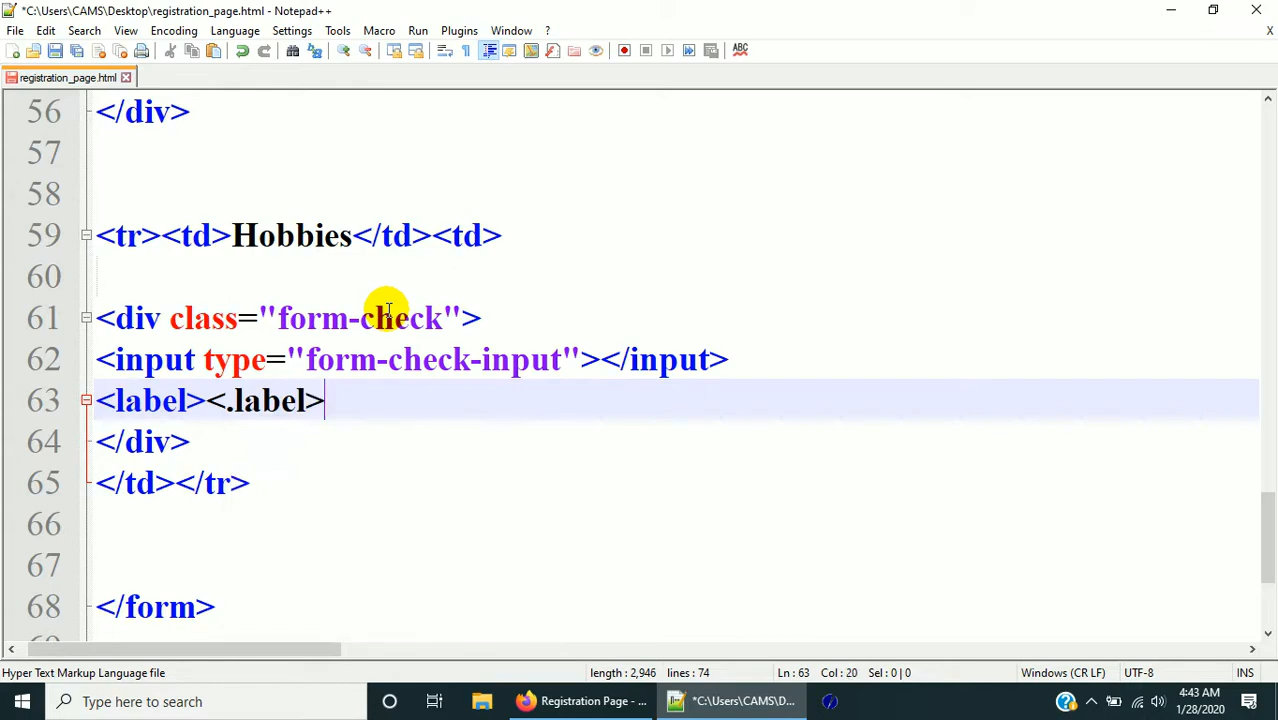 *C:\Users\CAMS\Desktop\registration_page.html - Notepad++
File Edit Search View Encoding Language Settings Tools Macro Run Plugins Window ?
X
ABC
registration_page.html
56 </div>
57
58
59 <tr><td>Hobbies</td><td>
60
61 <div class="form-check">
62 <input type="form-check-input"></input>
63 <label><.label>
64 </div>
65 </td></tr>
66
67
68 </form>
Hyper Text Markup Language file length : 2,946 lines : 74 Ln : 63 Col : 20 Sel : 0 | 0 Windows (CR LF) UTF-8 INS
Type here to search
Registration Page - ...
*C:\Users\CAMS\D...
4:43 AM
1/28/2020